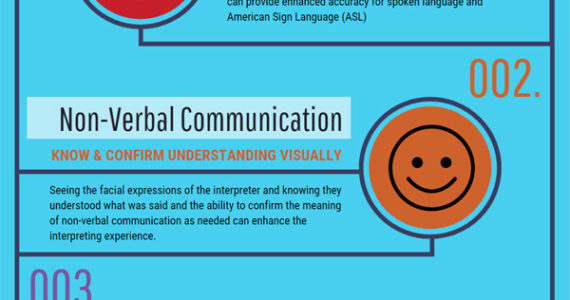 can provide enhanced accuracy for spoken language and
American Sign Language (ASL)
002.
Non-Verbal Communication
KNOW & CONFIRM UNDERSTANDING VISUALLY
Seeing the facial expressions of the interpreter and knowing they
understood what was said and the ability to confirm the meaning
of non-verbal communication as needed can enhance the
interpreting experience.
003